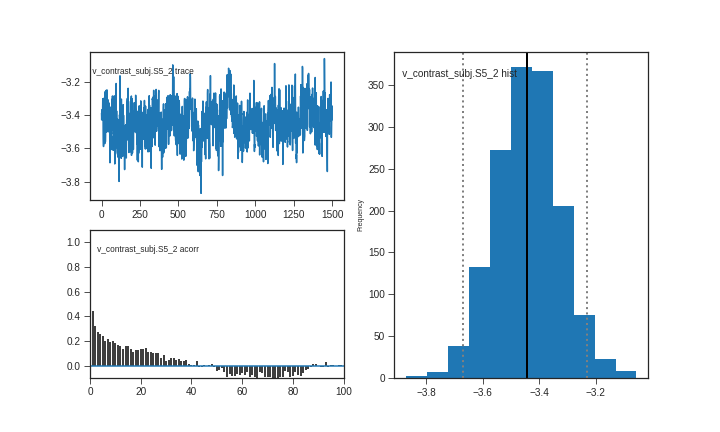 v_contrast_subj.S5_2 trace
−3.2
−3.4
−3.6
−3.8
0 250 500 750 1000 1250 1500
v_contrast_subj.S5_2 acorr
1.0
0.8
0.6
0.4
0.2
0.0
0 20 40 60 80 100
v_contrast_subj.S5_2 hist
Frequency
350
300
250
200
150
100
50
0
−3.8 −3.6 −3.4 −3.2